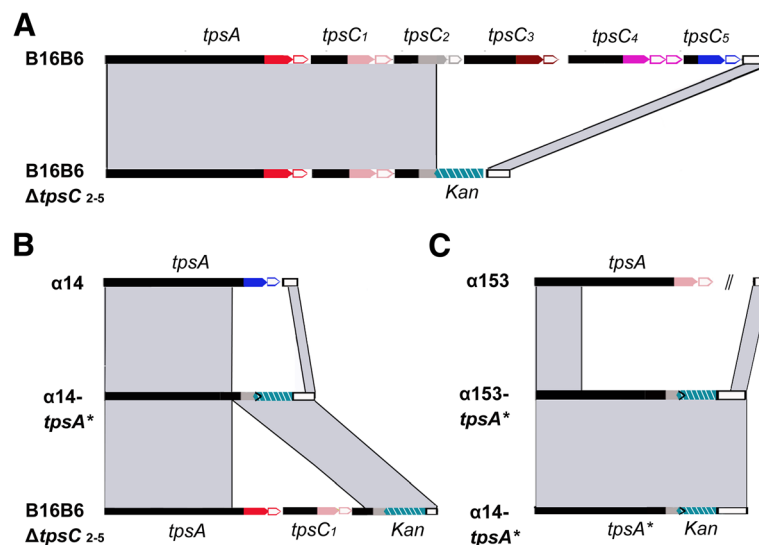 A
tpsA tpsC1 tpsC2 tpsC3 tpsC4 tpsC5
B16B6
B16B6
ΔtpsC 2-5
Kan
B
tpsA
α14
α14-
tpsA*
B16B6
ΔtpsC 2-5
tpsA tpsC1 Kan
C
tpsA
α153
//
α153-
tpsA*
α14-
tpsA*
tpsA* Kan